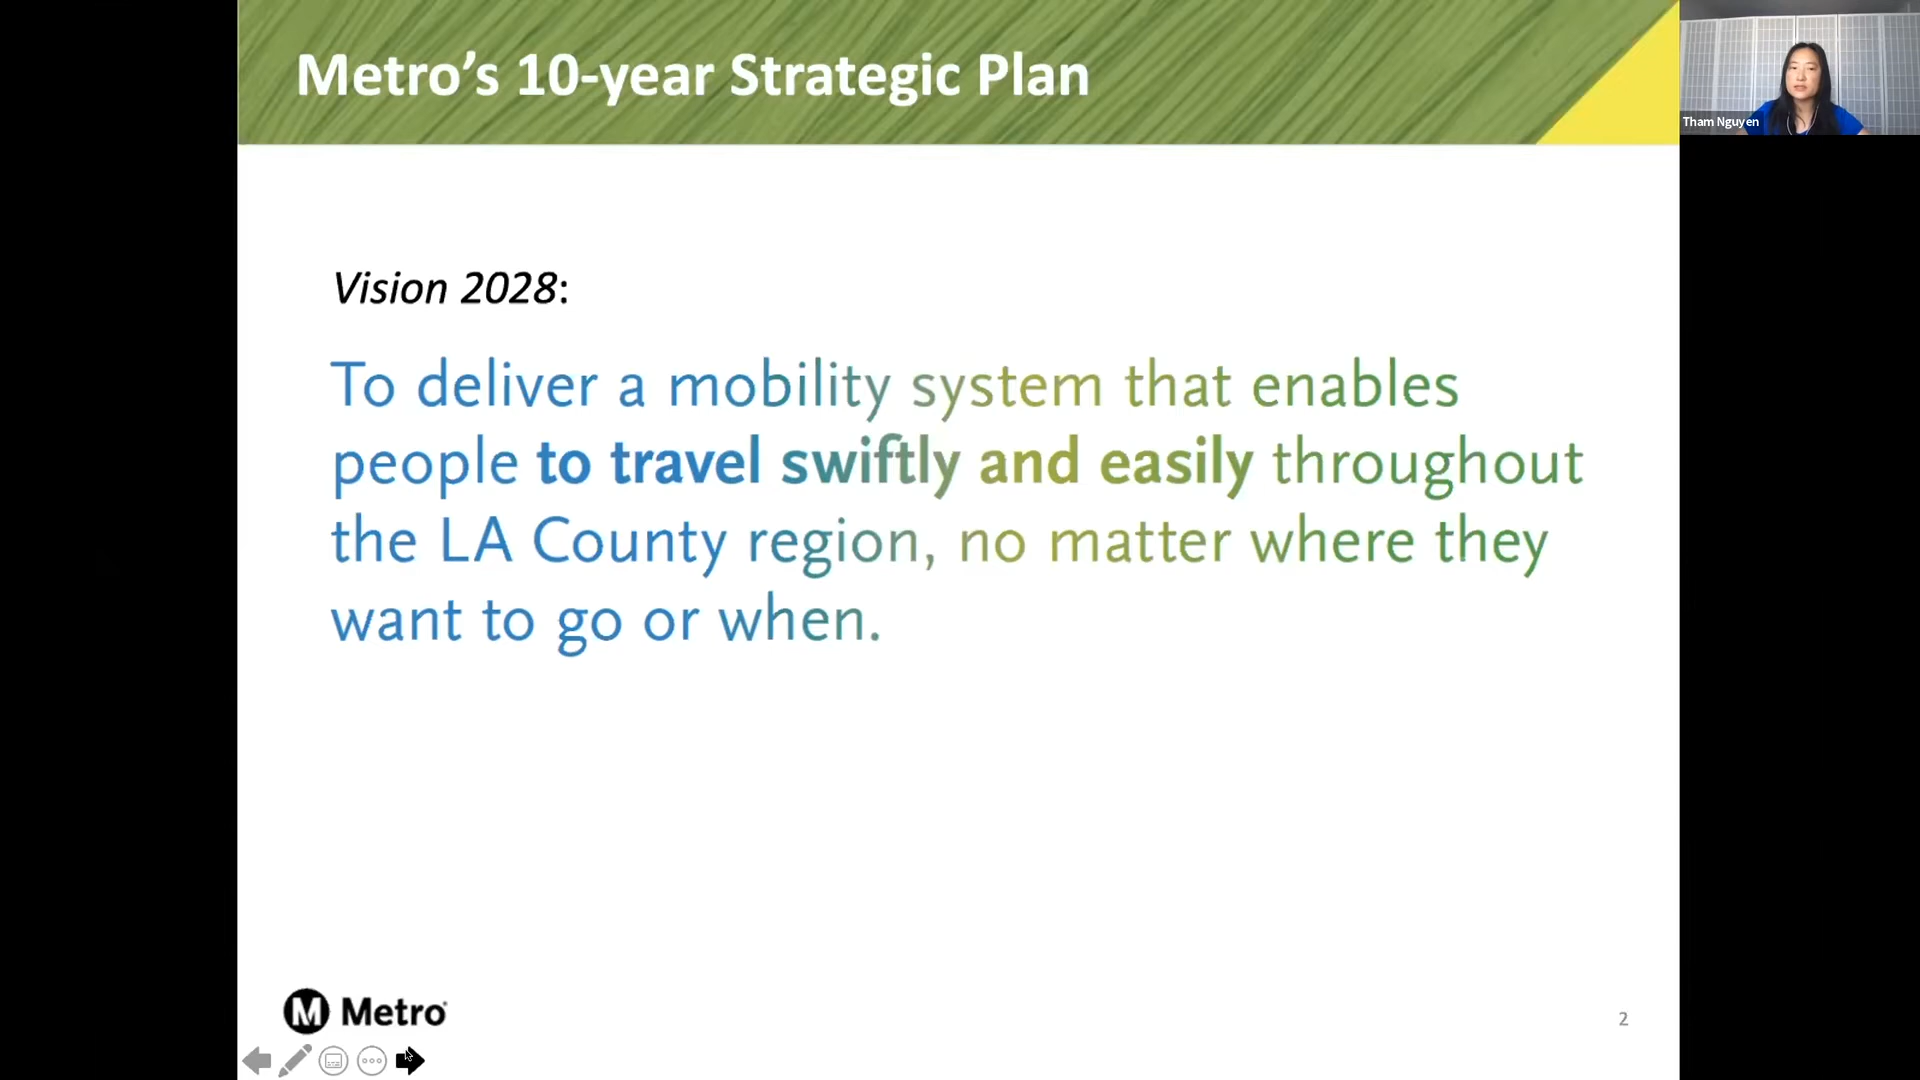 Metro's 10-year Strategic Plan
Tham Nguyen
Vision 2028:
To deliver a mobility system that enables
people to travel swiftly and easily throughout
the LA County region, no matter where they
want to go or when.
M Metro
2